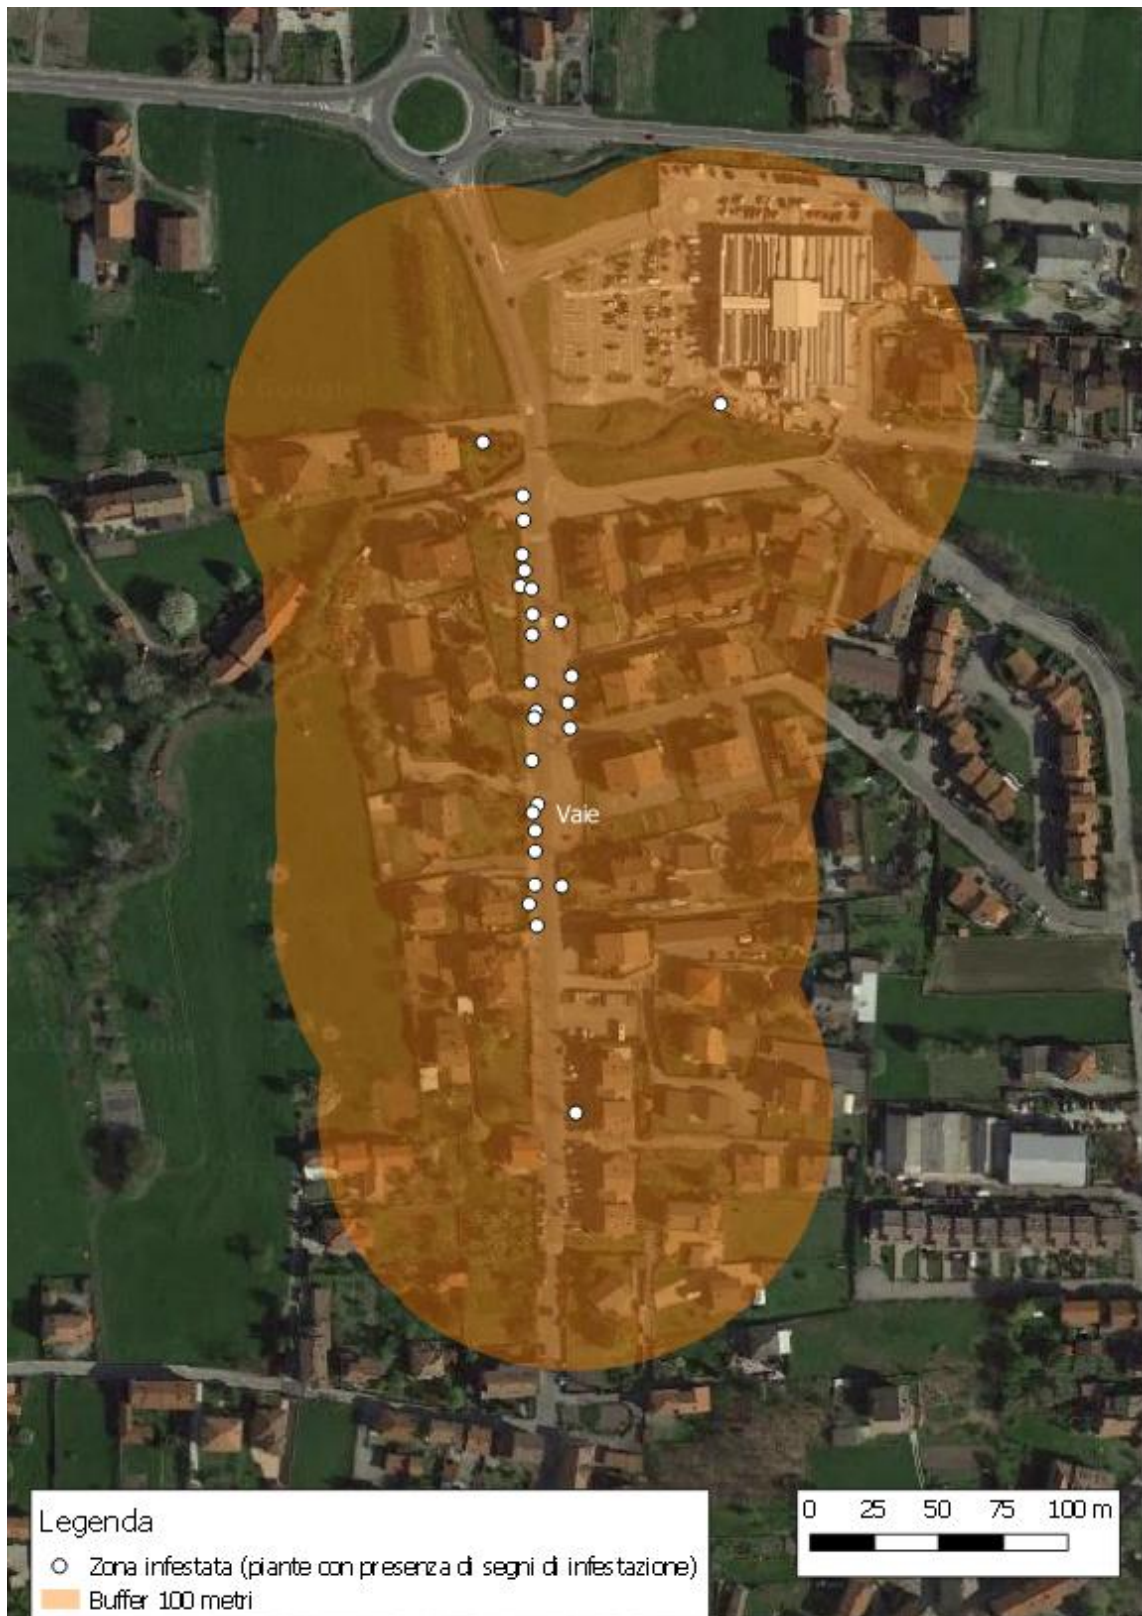 Vaie
Legenda
Zona infestata (piante con presenza di segni di infestazione)
Buffer 100 metri
0 25 50 75 100 m